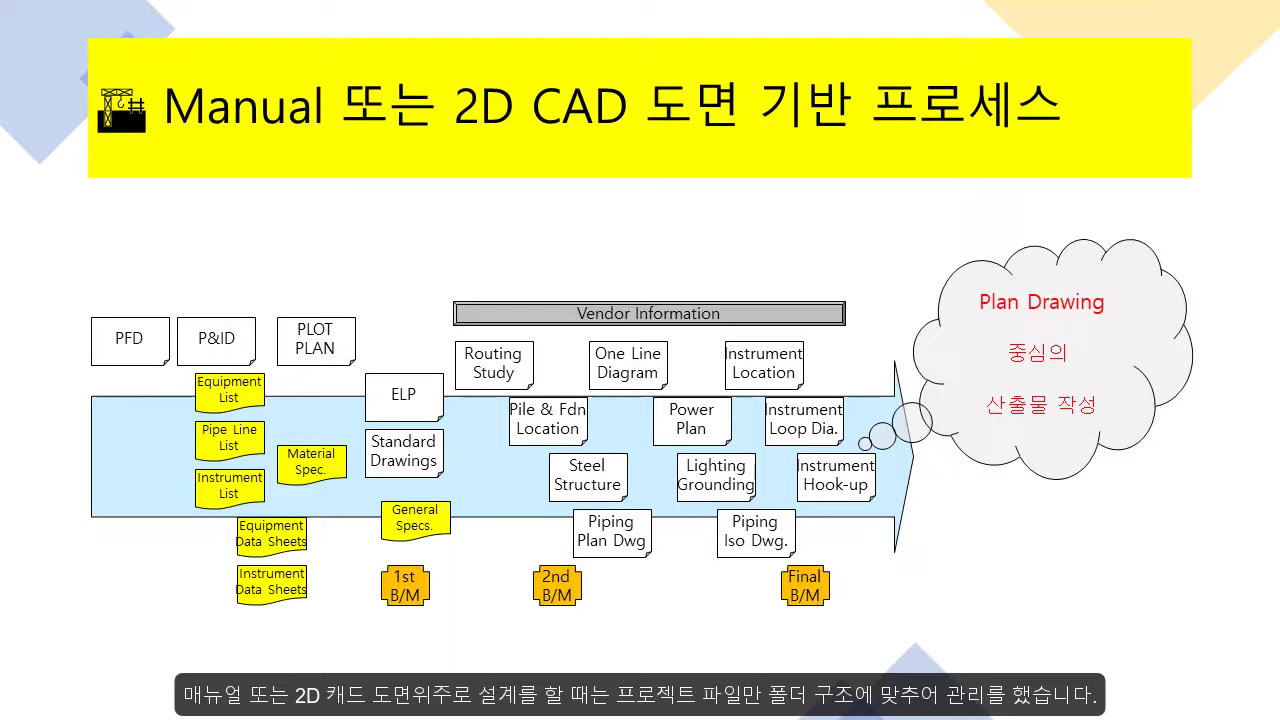 Manual 또는 2D CAD 도면 기반 프로세스
Plan Drawing
중심의
산출물 작성
Vendor Information
PFD
P&ID
PLOT
PLAN
Routing
Study
One Line
Diagram
Instrument
Location
Equipment
List
ELP
Pile & Fdn
Location
Power
Plan
Instrument
Loop Dia.
Pipe Line
List
Material
Spec.
Standard
Drawings
Steel
Structure
Lighting
Grounding
Instrument
Hook-up
Instrument
List
General
Specs.
Equipment
Data Sheets
Piping
Plan Dwg
Piping
Iso Dwg.
Instrument
Data Sheets
1st
B/M
2nd
B/M
Final
B/M
매뉴얼 또는 2D 캐드 도면위주로 설계를 할 때는 프로젝트 파일만 폴더 구조에 맞추어 관리를 했습니다.